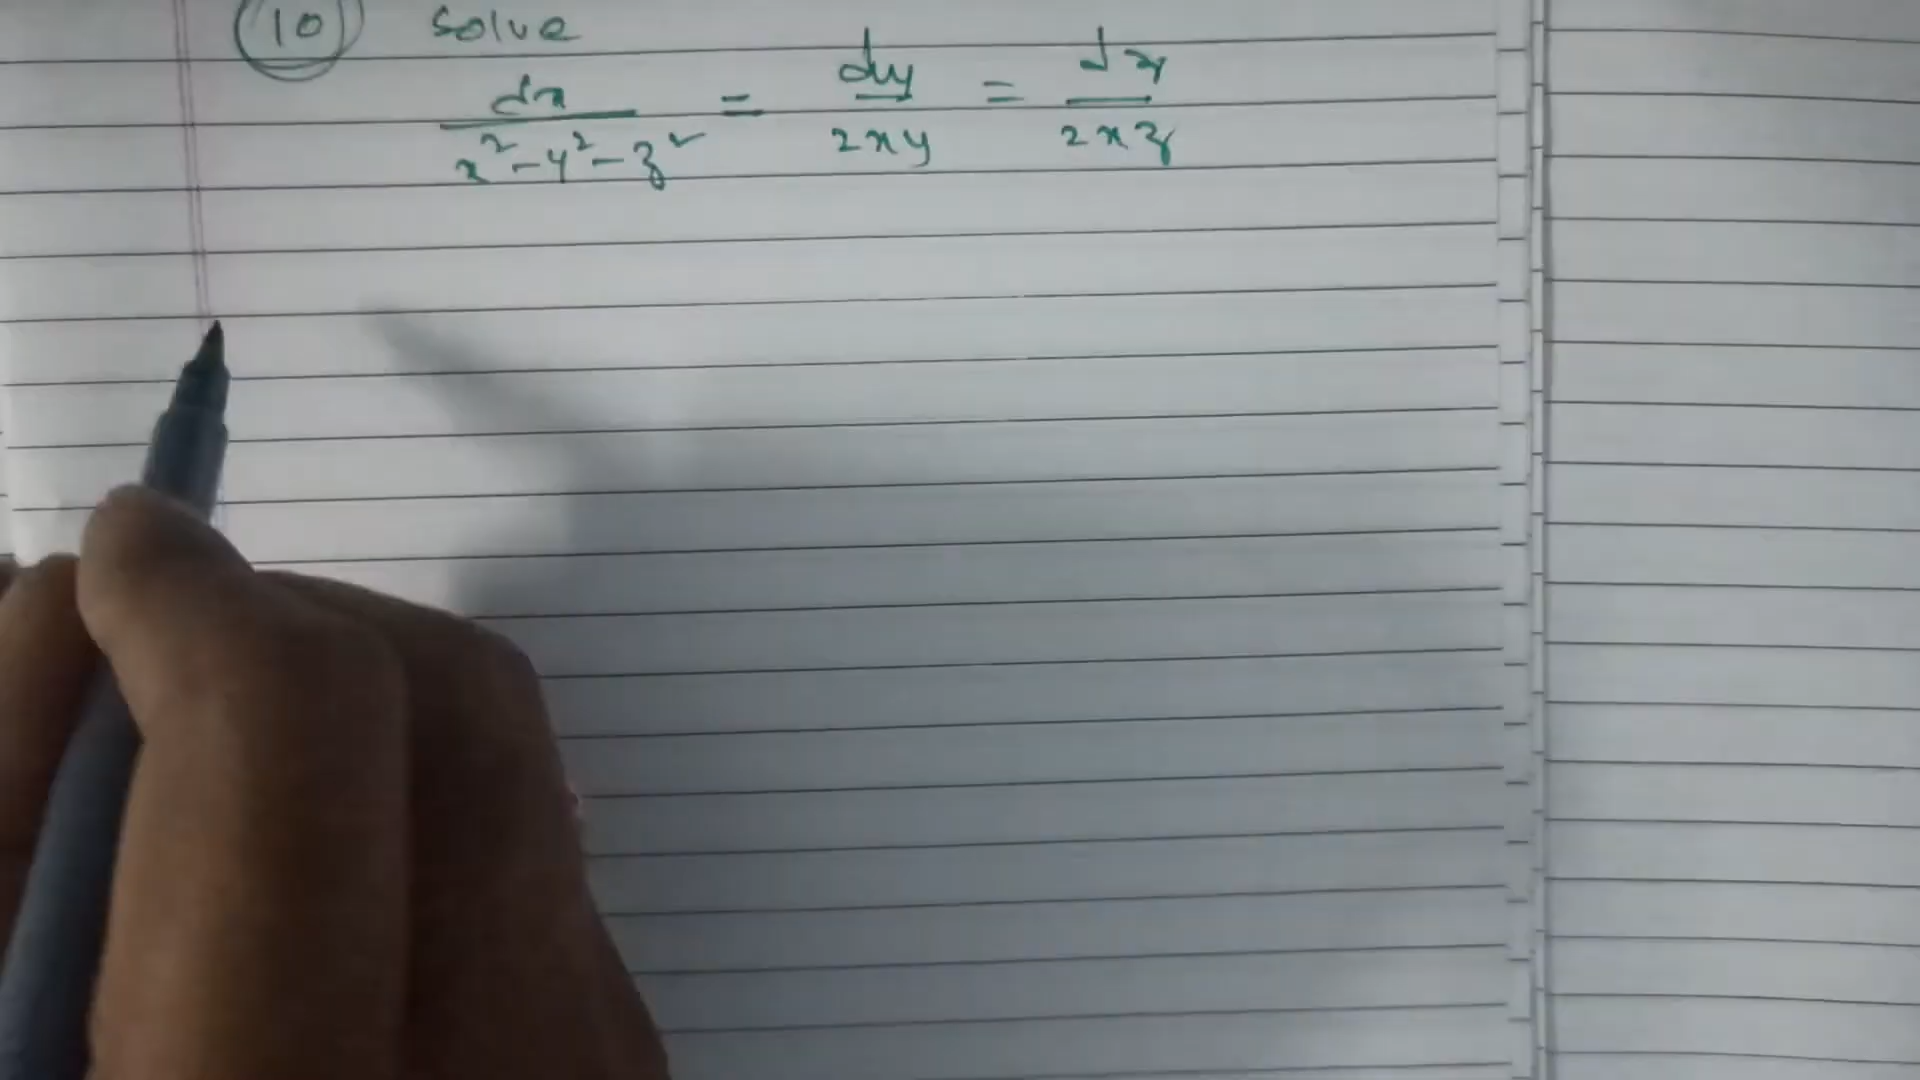 10 Solve
dx/(x²-y²-z²) = dy/2xy = dz/2xz